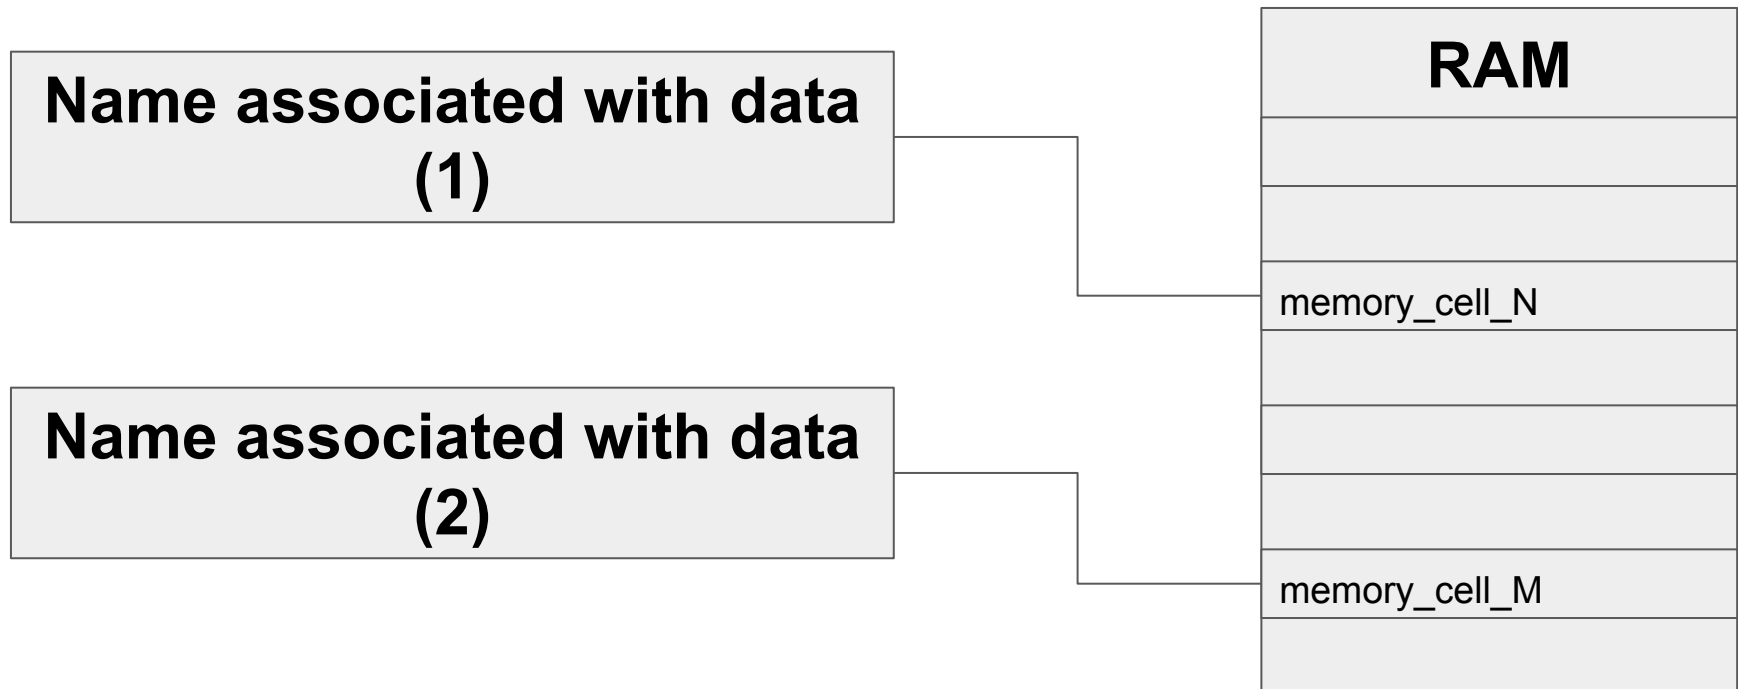 Name associated with data
(1)
RAM
memory_cell_N
Name associated with data
(2)
memory_cell_M